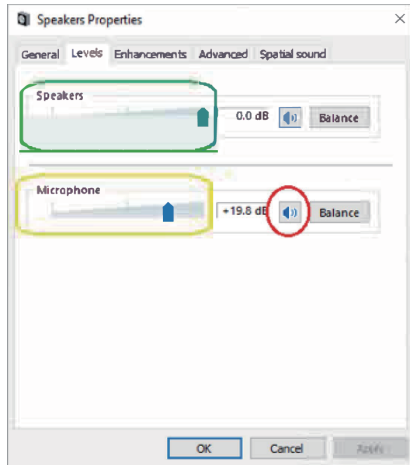 Speakers Properties
General Levels Enhancements Advanced Spatial sound
Speakers
0.0 dB Balance
Microphone
+19.8 dB Balance
OK Cancel Apply